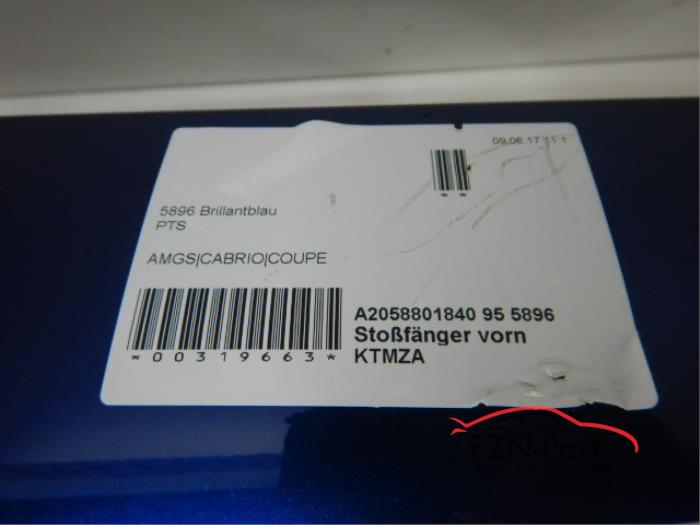 09.06.17 11 1
* *
5896 Brillantblau
PTS
AMGS|CABRIO|COUPE
*00319663*
A2058801840 95 5896
Stoßfänger vorn
KTMZA
FZN-Parts